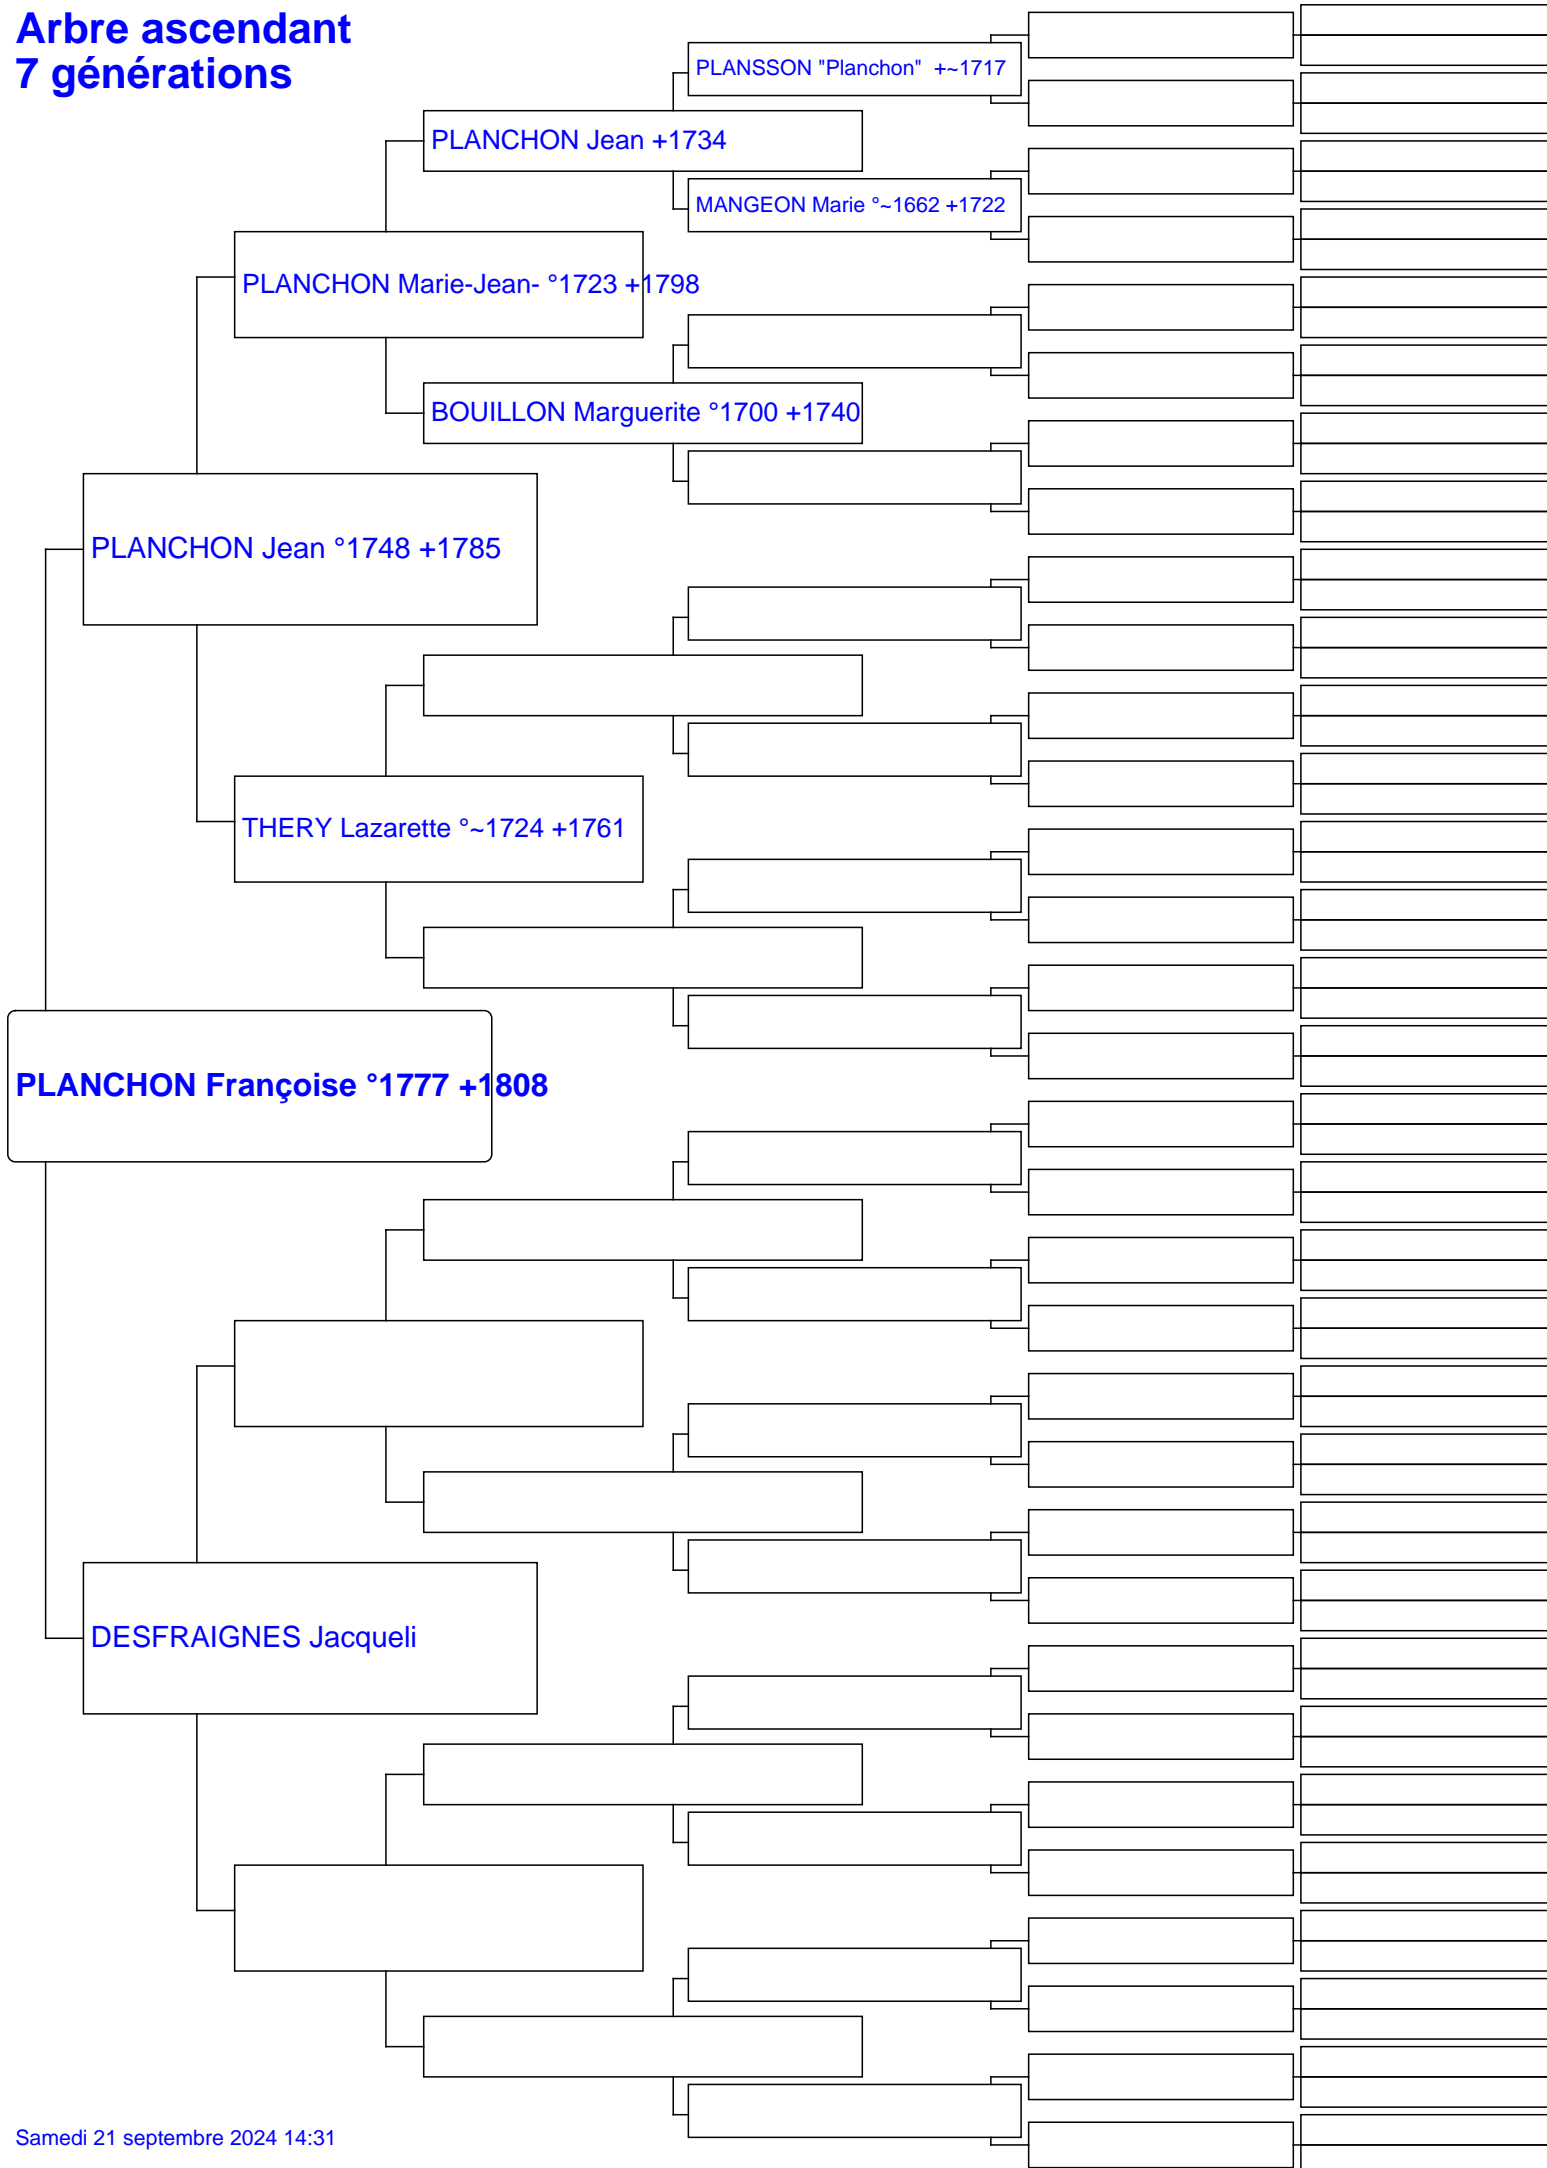 Arbre ascendant
7 générations
PLANSSON "Planchon"  +~1717
PLANCHON Jean +1734
MANGEON Marie °~1662 +1722
PLANCHON Marie-Jean- °1723 +1798
BOUILLON Marguerite °1700 +1740
PLANCHON Jean °1748 +1785
THERY Lazarette °~1724 +1761
PLANCHON Françoise °1777 +1808
DESFRAIGNES Jacqueli
Samedi 21 septembre 2024 14:31